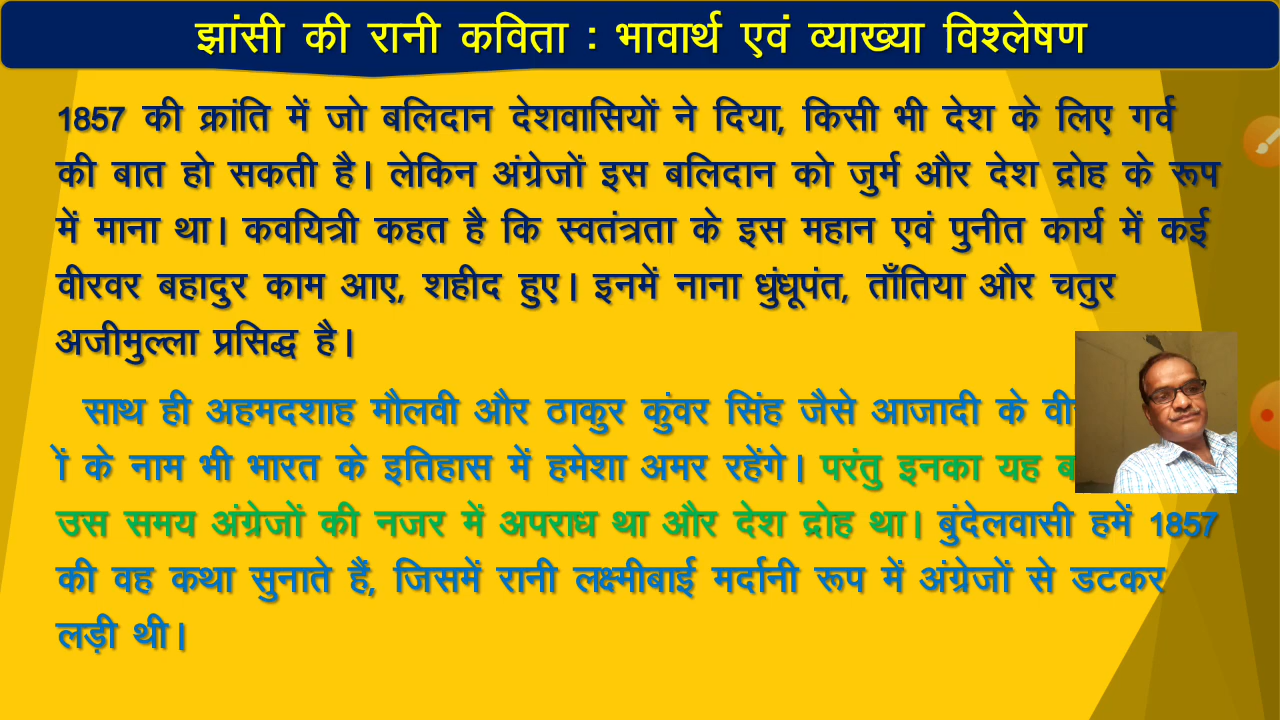 झांसी की रानी कविता : भावार्थ एवं व्याख्या विश्लेषण
1857 की क्रांति में जो बलिदान देशवासियों ने दिया, किसी भी देश के लिए गर्व
की बात हो सकती है। लेकिन अंग्रेजों इस बलिदान को जुर्म और देश द्रोह के रूप
में माना था। कवयित्री कहत है कि स्वतंत्रता के इस महान एवं पुनीत कार्य में कई
वीरवर बहादुर काम आए, शहीद हुए। इनमें नाना धुंधूपंत, ताँतिया और चतुर
अजीमुल्ला प्रसिद्ध है।
साथ ही अहमदशाह मौलवी और ठाकुर कुंवर सिंह जैसे आजादी के
के नाम भी भारत के इतिहास में हमेशा अमर रहेंगे। परंतु इनका यह
उस समय अंग्रेजों की नजर में अपराध था और देश द्रोह था। बुंदेलवासी हमें 1857
की वह कथा सुनाते हैं, जिसमें रानी लक्ष्मीबाई मर्दानी रूप में अंग्रेजों से डटकर
लड़ी थी।